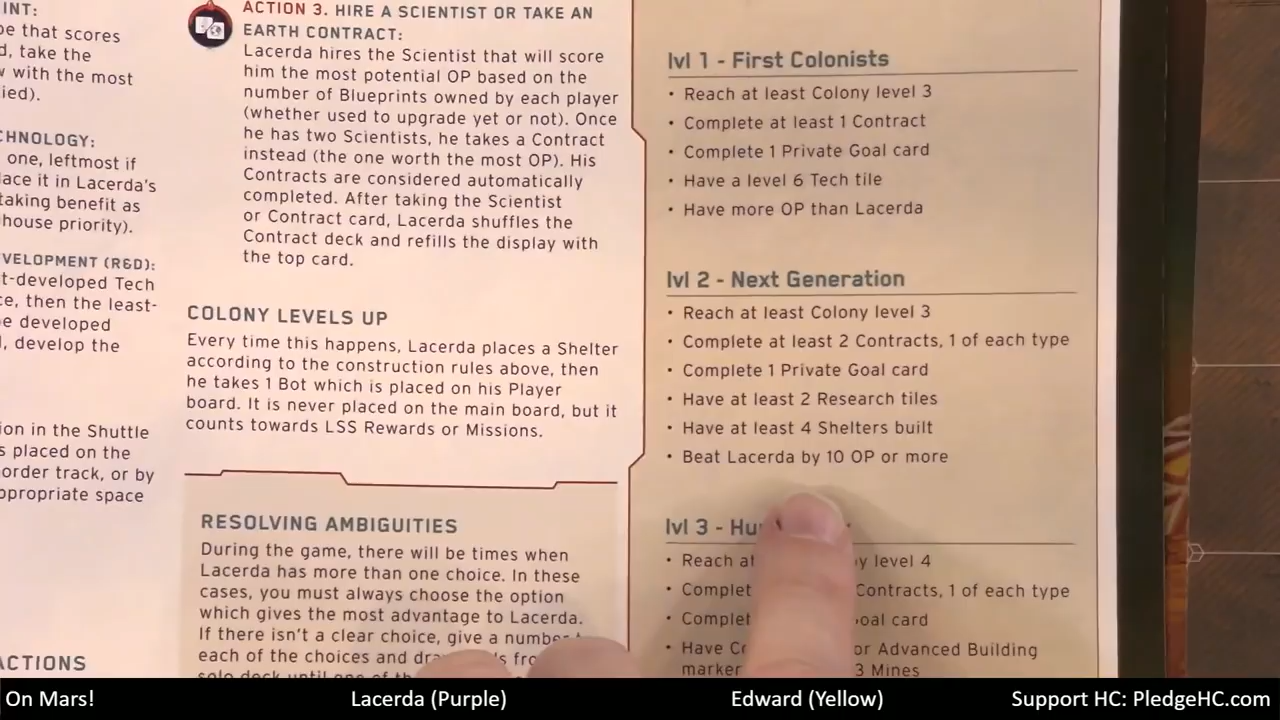 INT:
be that scores
d, take the
w with the most
ied).
CHNOLOGY:
one, leftmost if
lace it in Lacerda's
taking benefit as
house priority).
VELOPMENT (R&D):
st-developed Tech
ce, then the least-
be developed
l, develop the
ion in the Shuttle
s placed on the
order track, or by
ppropriate space
ACTIONS
ACTION 3. HIRE A SCIENTIST OR TAKE AN
EARTH CONTRACT:
Lacerda hires the Scientist that will score
him the most potential OP based on the
number of Blueprints owned by each player
(whether used to upgrade yet or not). Once
he has two Scientists, he takes a Contract
instead (the one worth the most OP). His
Contracts are considered automatically
completed. After taking the Scientist
or Contract card, Lacerda shuffles the
Contract deck and refills the display with
the top card.
COLONY LEVELS UP
Every time this happens, Lacerda places a Shelter
according to the construction rules above, then
he takes 1 Bot which is placed on his Player
board. It is never placed on the main board, but it
counts towards LSS Rewards or Missions.
RESOLVING AMBIGUITIES
During the game, there will be times when
Lacerda has more than one choice. In these
cases, you must always choose the option
which gives the most advantage to Lacerda.
If there isn't a clear choice, give a number
each of the choices and
solo deck until one of
lvl 1 - First Colonists
• Reach at least Colony level 3
• Complete at least 1 Contract
• Complete 1 Private Goal card
• Have a level 6 Tech tile
• Have more OP than Lacerda
lvl 2 - Next Generation
• Reach at least Colony level 3
• Complete at least 2 Contracts, 1 of each type
• Complete 1 Private Goal card
• Have at least 2 Research tiles
• Have at least 4 Shelters built
• Beat Lacerda by 10 OP or more
lvl 3 -
• Reach level 4
• Contracts, 1 of each type
• card
• Have or Advanced Building
marker 3 Mines
On Mars! Lacerda (Purple) Edward (Yellow) Support HC: PledgeHC.com